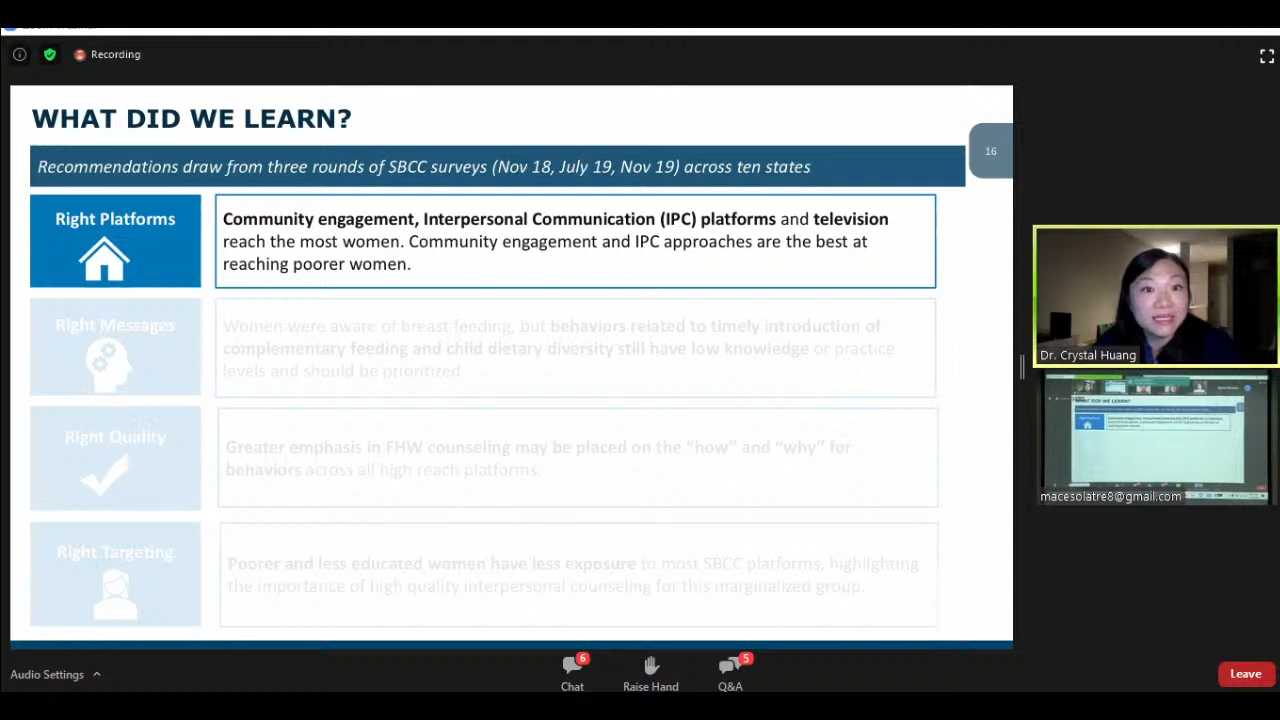 Recording
WHAT DID WE LEARN?
16
Recommendations draw from three rounds of SBCC surveys (Nov 18, July 19, Nov 19) across ten states
Right Platforms
Community engagement, Interpersonal Communication (IPC) platforms and television
reach the most women. Community engagement and IPC approaches are the best at
reaching poorer women.
Right Messages
Women were aware of breast feeding, but behaviors related to timely introduction of
complementary feeding and child dietary diversity still have low knowledge or practice
levels and should be prioritized
Right Quality
Greater emphasis in FHW counseling may be placed on the “how” and “why” for
behaviors across all high reach platforms.
Right Targeting
Poorer and less educated women have less exposure to most SBCC platforms, highlighting
the importance of high quality interpersonal counseling for this marginalized group.
Dr. Crystal Huang
WHAT DID WE LEARN?
macesolatre8@gmail.com
Audio Settings
6
Chat
Raise Hand
5
Q&A
Leave